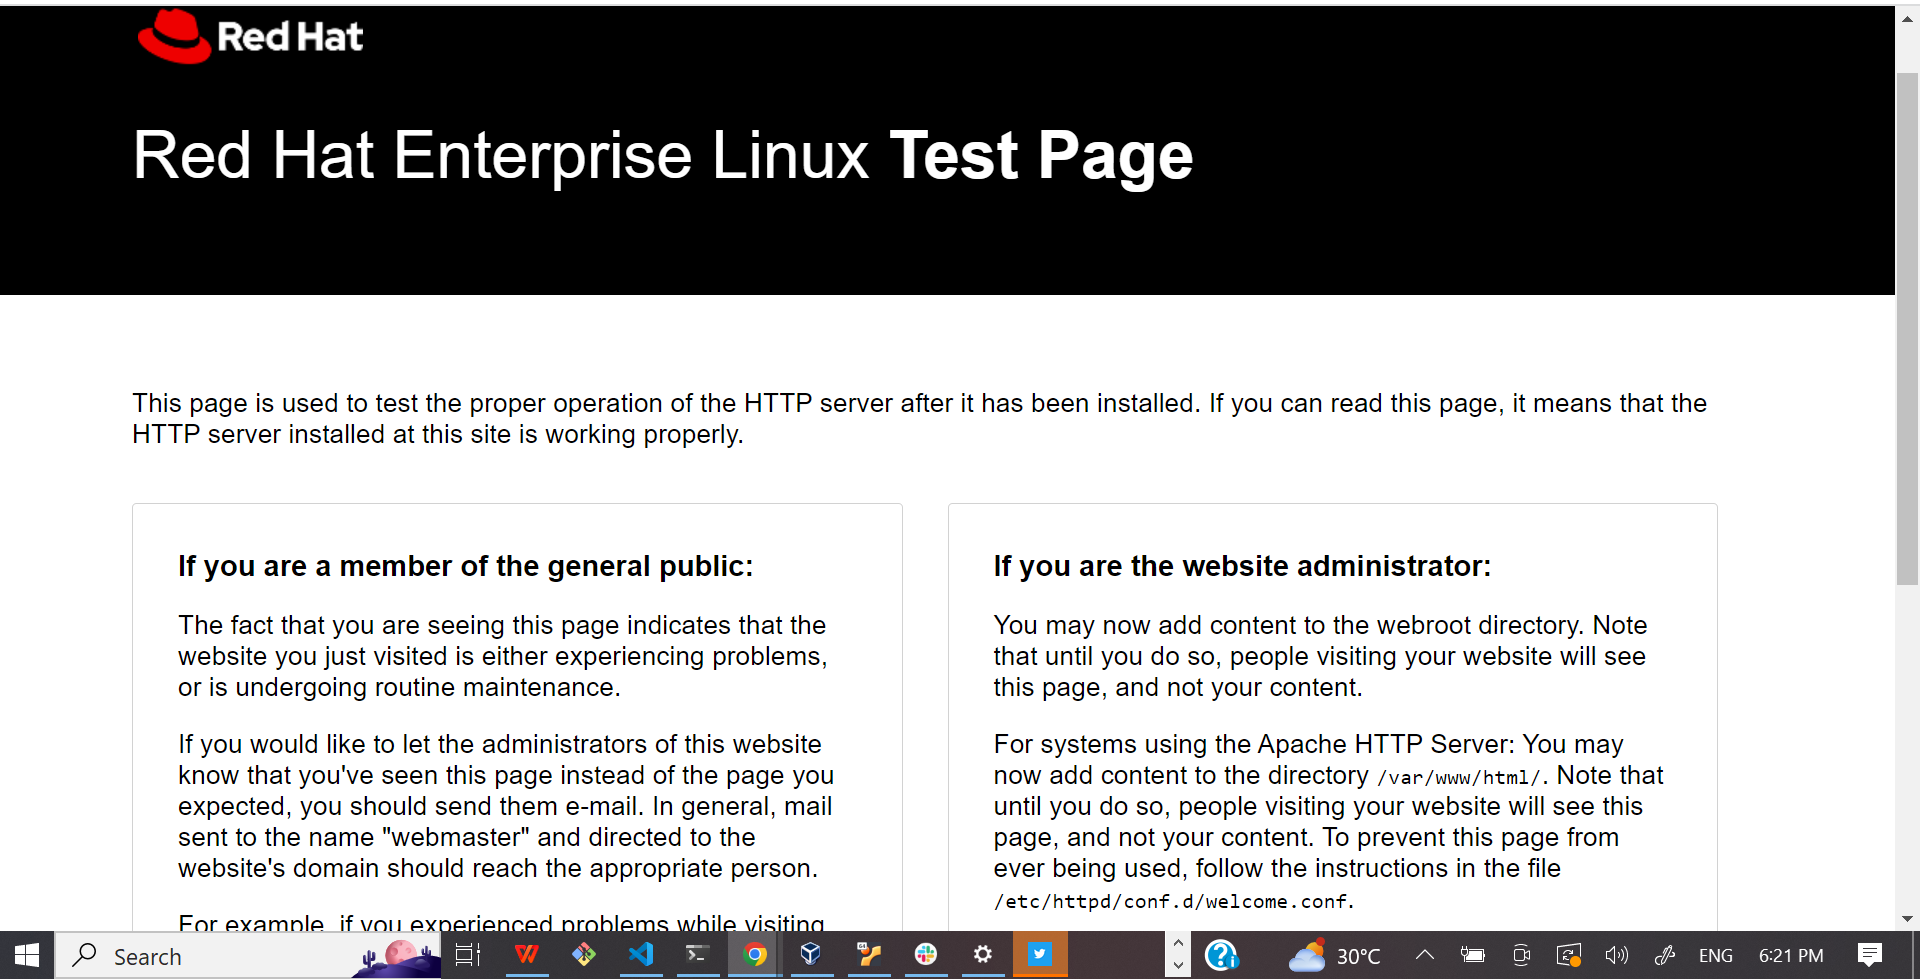 Red Hat
Red Hat Enterprise Linux Test Page
This page is used to test the proper operation of the HTTP server after it has been installed. If you can read this page, it means that the
HTTP server installed at this site is working properly.
If you are a member of the general public:
The fact that you are seeing this page indicates that the
website you just visited is either experiencing problems,
or is undergoing routine maintenance.
If you would like to let the administrators of this website
know that you've seen this page instead of the page you
expected, you should send them e-mail. In general, mail
sent to the name "webmaster" and directed to the
website's domain should reach the appropriate person.
For example, if you experienced problems while visiting
If you are the website administrator:
You may now add content to the webroot directory. Note
that until you do so, people visiting your website will see
this page, and not your content.
For systems using the Apache HTTP Server: You may
now add content to the directory /var/www/html/. Note that
until you do so, people visiting your website will see this
page, and not your content. To prevent this page from
ever being used, follow the instructions in the file
/etc/httpd/conf.d/welcome.conf.
Search
30°C
ENG
6:21 PM